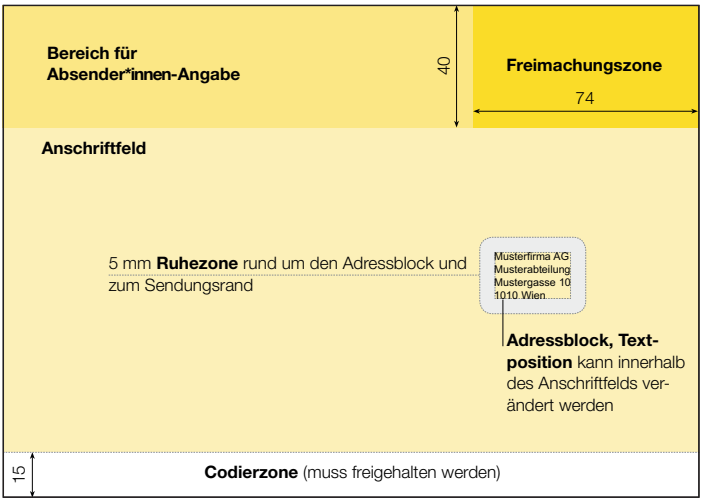 Bereich für
Absender*innen-Angabe
40
Freimachungszone
74
Anschriftfeld
5 mm Ruhezone rund um den Adressblock und
zum Sendungsrand
Musterfirma AG
Musterabteilung
Mustergasse 10
1010 Wien
Adressblock, Text-
position kann innerhalb
des Anschriftfelds ver-
ändert werden
15
Codierzone (muss freigehalten werden)